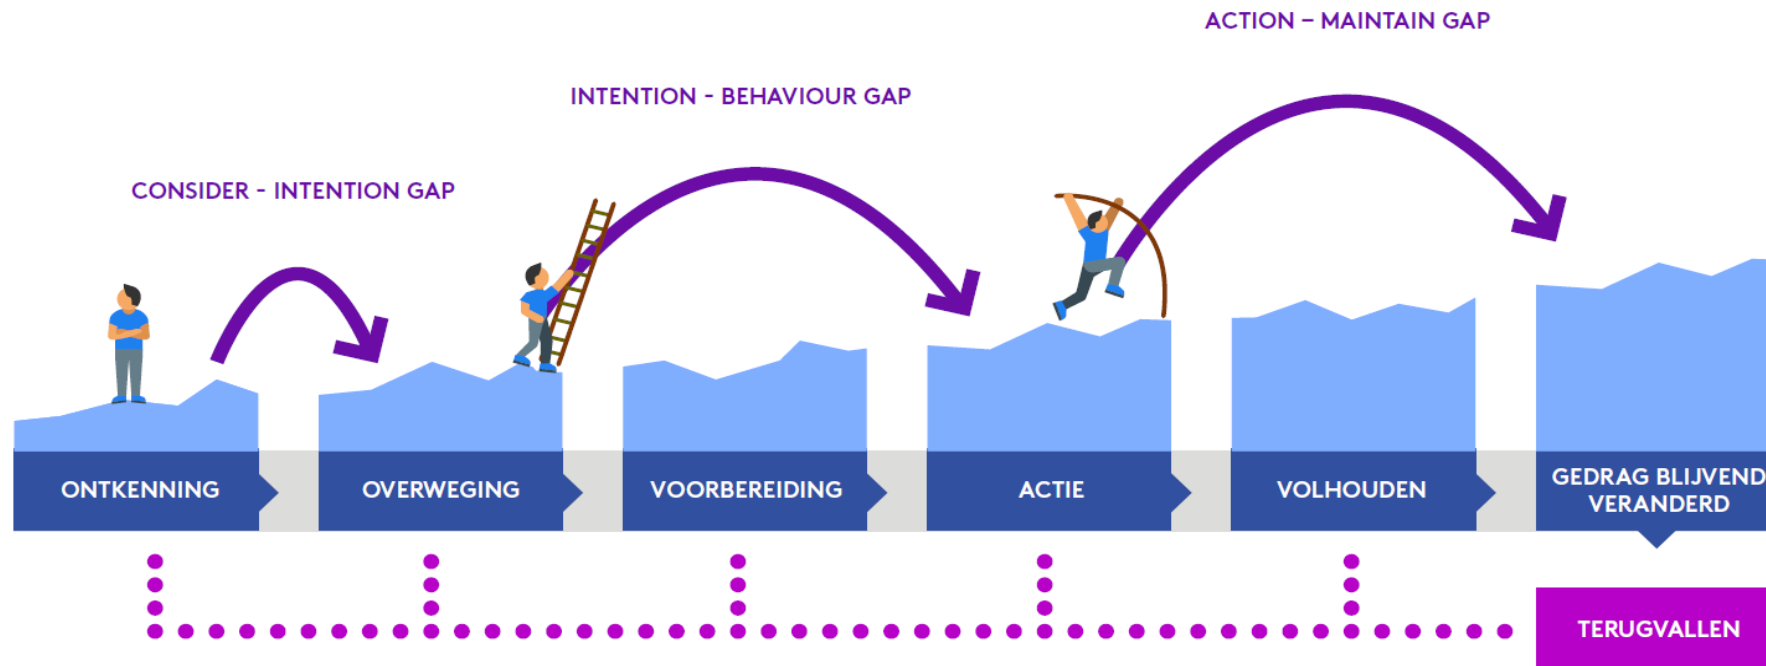 ACTION – MAINTAIN GAP
INTENTION - BEHAVIOUR GAP
CONSIDER - INTENTION GAP
ONTKENNING
OVERWEGING
VOORBEREIDING
ACTIE
VOLHOUDEN
GEDRAG BLIJVEND
VERANDERD
TERUGVALLEN